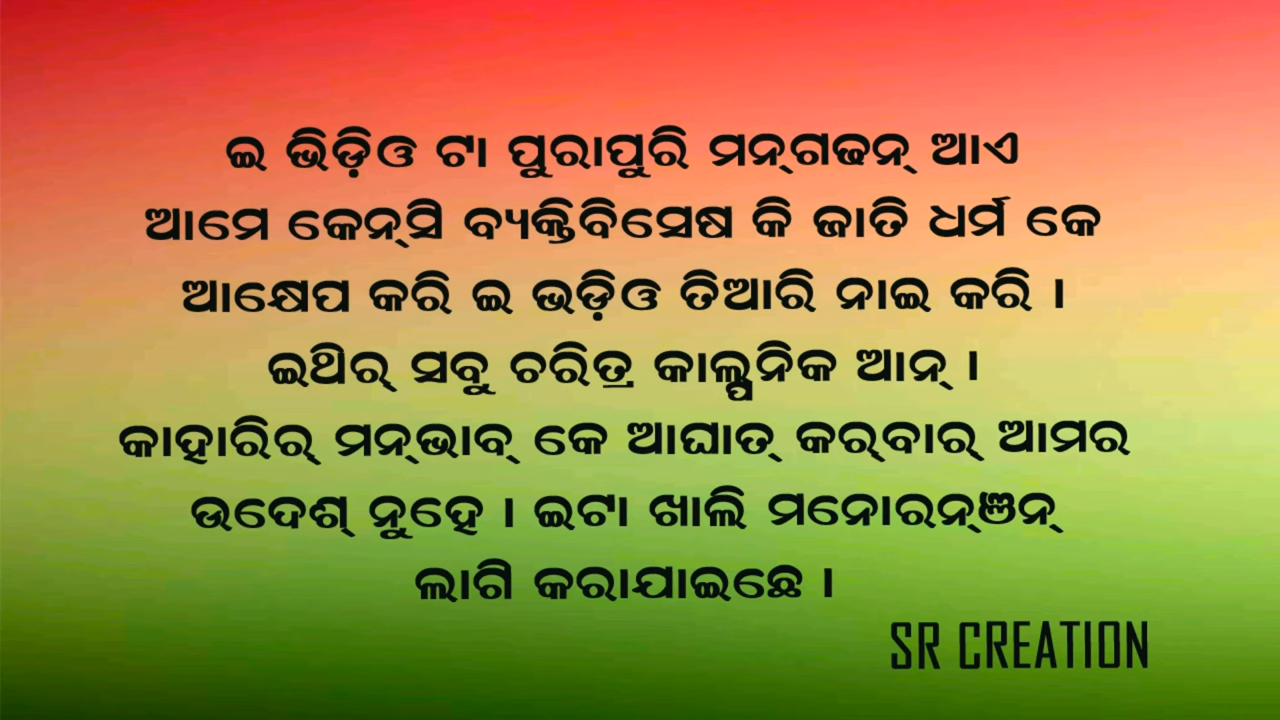 ଇ ଭିଡ଼ିଓ ଟା ପୁରାପୁରି ମନ୍‌ଗଢନ୍ ଆଏ
ଆମେ କେନ୍‌ସି ବ୍ୟକ୍ତିବିସେଷ କି ଜାତି ଧର୍ମ କେ
ଆକ୍ଷେପ କରି ଇ ଭଡ଼ିଓ ତିଆରି ନାଇ କରି ।
ଇଥିର୍ ସବୁ ଚରିତ୍ର କାଳ୍ପନିକ ଆନ୍ ।
କାହାରିର୍ ମନ୍‌ଭାବ୍ କେ ଆଘାତ୍ କର୍‌ବାର୍ ଆମର
ଉଦେଶ୍ ନୁହେ । ଇଟା ଖାଲି ମନୋରନ୍‌ଞ୍ଜନ୍
ଲାଗି କରାଯାଇଛେ ।
SR CREATION